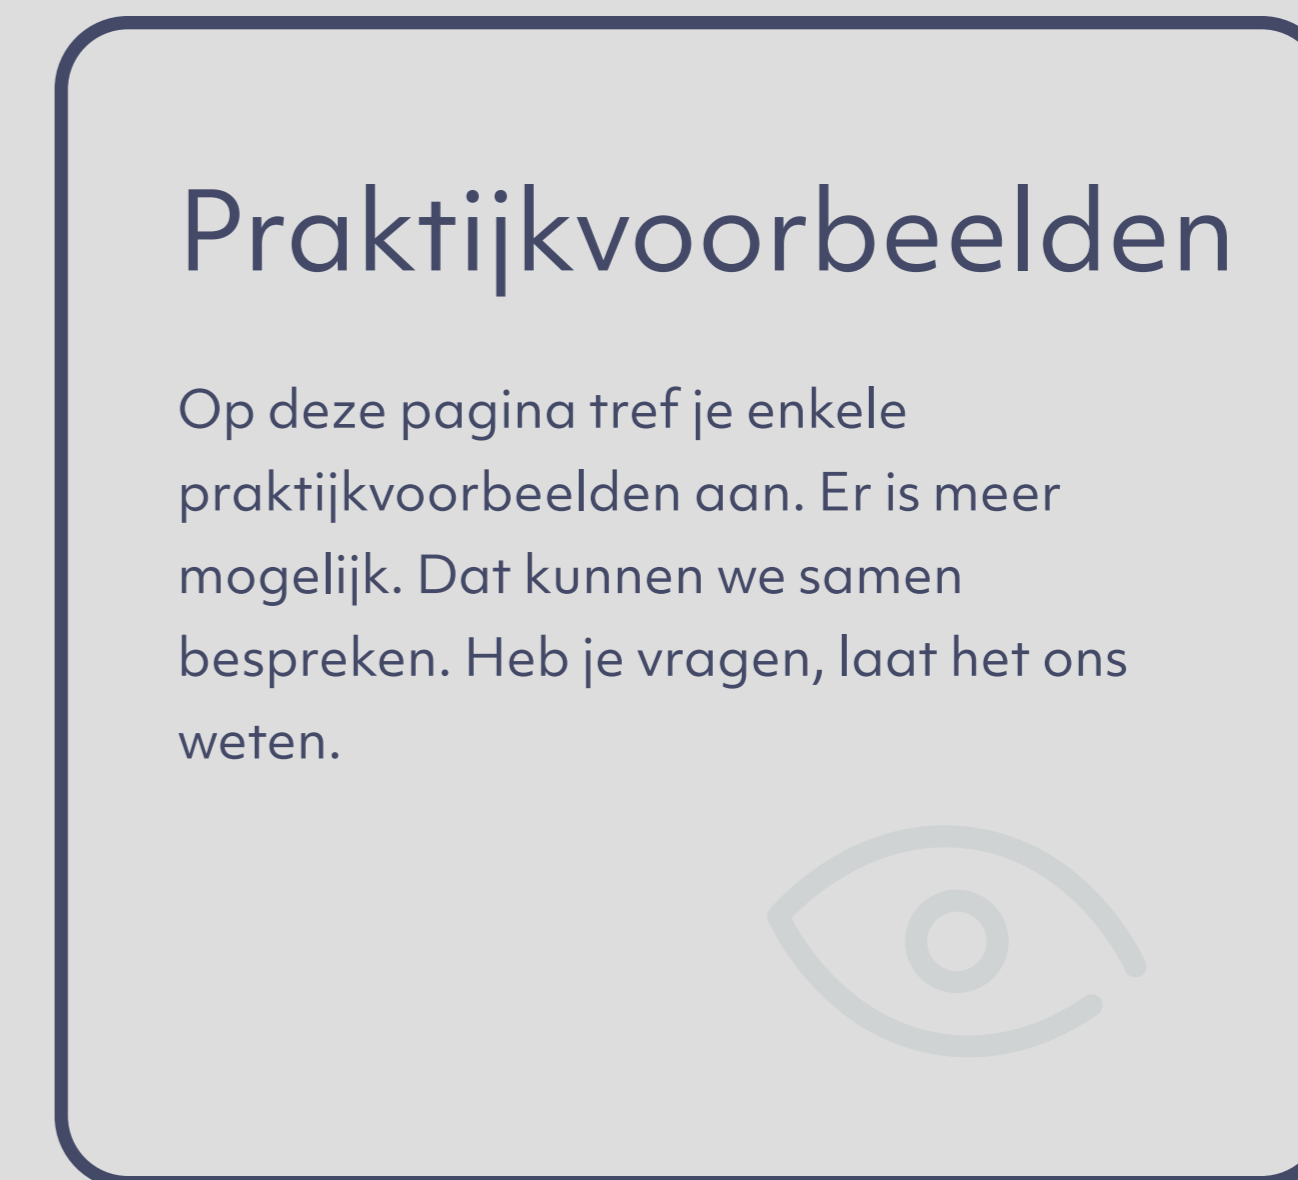 Praktijkvoorbeelden
Op deze pagina tref je enkele
praktijkvoorbeelden aan. Er is meer
mogelijk. Dat kunnen we samen
bespreken. Heb je vragen, laat het ons
weten.